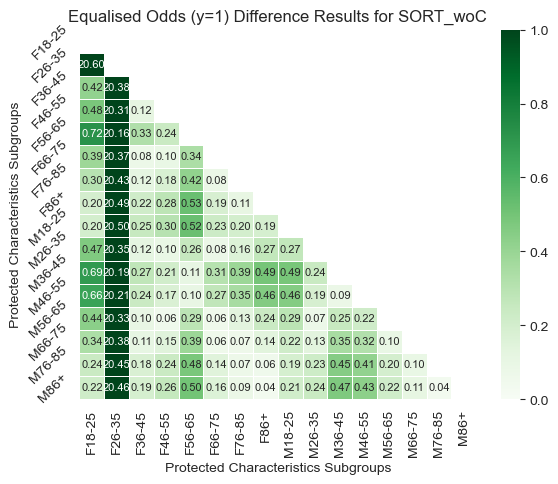 Equalised Odds (y=1) Difference Results for SORT_woC
Protected Characteristics Subgroups
F18-25
F26-35 20.60
F36-45 0.42 20.38
F46-55 0.48 20.31 0.12
F56-65 0.72 20.16 0.33 0.24
F66-75 0.39 20.37 0.08 0.10 0.34
F76-85 0.30 20.43 0.12 0.18 0.42 0.08
F86+ 0.20 20.49 0.22 0.28 0.53 0.19 0.11
M18-25 0.20 20.50 0.25 0.30 0.52 0.23 0.20 0.19
M26-35 0.47 20.35 0.12 0.10 0.26 0.08 0.16 0.27 0.27
M36-45 0.69 20.19 0.27 0.21 0.11 0.31 0.39 0.49 0.49 0.24
M46-55 0.66 20.21 0.24 0.17 0.10 0.27 0.35 0.46 0.46 0.19 0.09
M56-65 0.44 20.33 0.10 0.06 0.29 0.06 0.13 0.24 0.29 0.07 0.25 0.22
M66-75 0.34 20.38 0.11 0.15 0.39 0.06 0.07 0.14 0.22 0.13 0.35 0.32 0.10
M76-85 0.24 20.45 0.18 0.24 0.48 0.14 0.07 0.06 0.19 0.23 0.45 0.41 0.20 0.10
M86+ 0.22 20.46 0.19 0.26 0.50 0.16 0.09 0.04 0.21 0.24 0.47 0.43 0.22 0.11 0.04
F18-25
F26-35
F36-45
F46-55
F56-65
F66-75
F76-85
F86+
M18-25
M26-35
M36-45
M46-55
M56-65
M66-75
M76-85
M86+
Protected Characteristics Subgroups
1.0
0.8
0.6
0.4
0.2
0.0